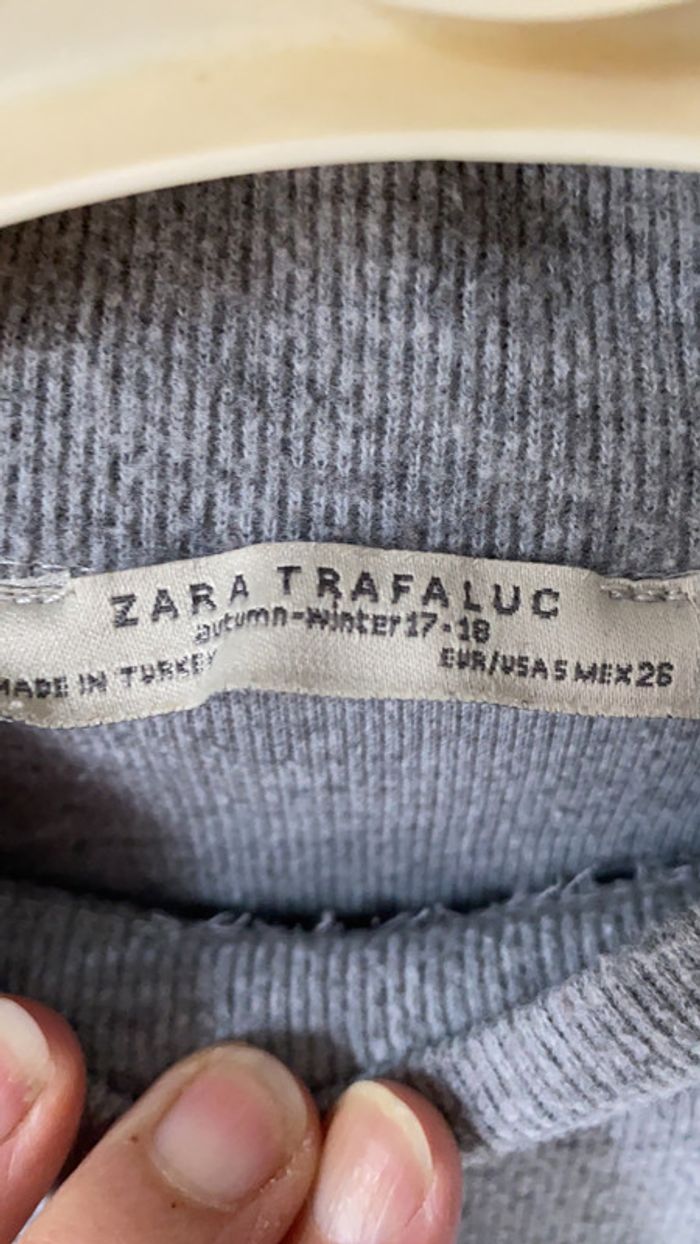 ZARA TRAFALUC
autumn-winter 17-18
MADE IN TURKEY
EUR/USA S MEX 26